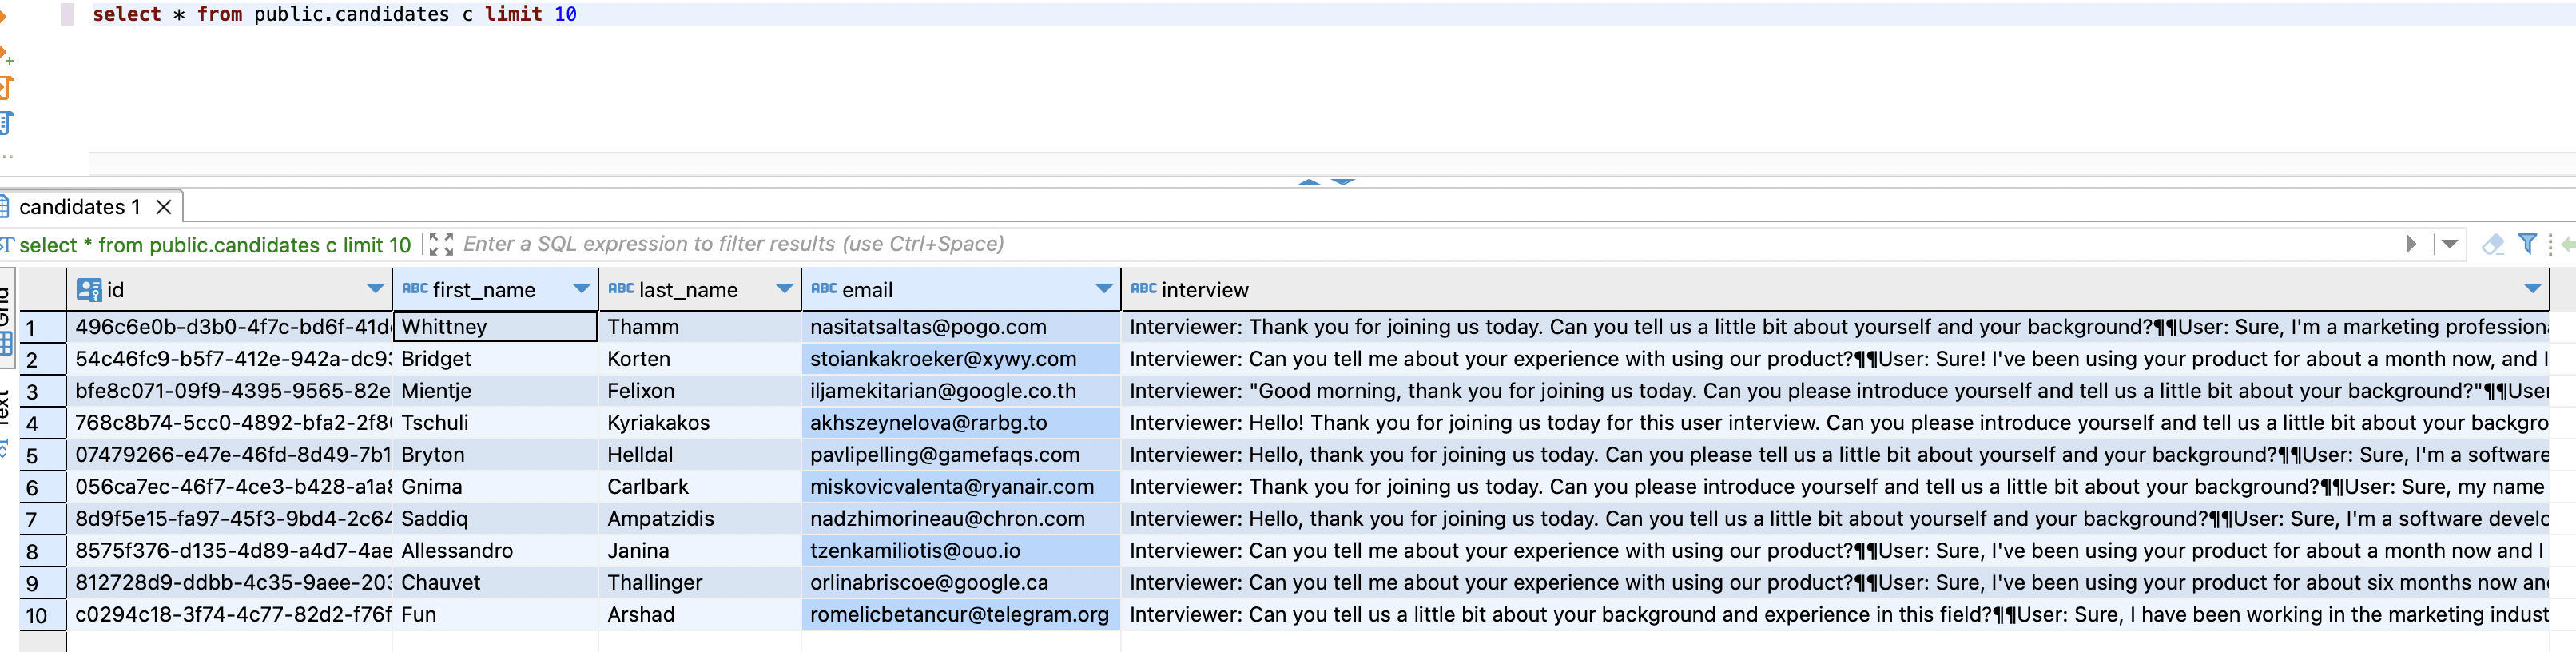 select * from public.candidates c limit 10
candidates 1
select * from public.candidates c limit 10 Enter a SQL expression to filter results (use Ctrl+Space)
Grid
Text
ABC ABC ABC ABC
id first_name last_name email interview
1 496c6e0b-d3b0-4f7c-bd6f-41d Whittney Thamm nasitatsaltas@pogo.com Interviewer: Thank you for joining us today. Can you tell us a little bit about yourself and your background?¶¶User: Sure, I'm a marketing profession
2 54c46fc9-b5f7-412e-942a-dc93 Bridget Korten stoiankakroeker@xywy.com Interviewer: Can you tell me about your experience with using our product?¶¶User: Sure! I've been using your product for about a month now, and I
3 bfe8c071-09f9-4395-9565-82e Mientje Felixon iljamekitarian@google.co.th Interviewer: "Good morning, thank you for joining us today. Can you please introduce yourself and tell us a little bit about your background?"¶¶User
4 768c8b74-5cc0-4892-bfa2-2f8 Tschuli Kyriakakos akhszeynelova@rarbg.to Interviewer: Hello! Thank you for joining us today for this user interview. Can you please introduce yourself and tell us a little bit about your backgro
5 07479266-e47e-46fd-8d49-7b1 Bryton Helldal pavlipelling@gamefaqs.com Interviewer: Hello, thank you for joining us today. Can you please tell us a little bit about yourself and your background?¶¶User: Sure, I'm a software
6 056ca7ec-46f7-4ce3-b428-a1a Gnima Carlbark miskovicvalenta@ryanair.com Interviewer: Thank you for joining us today. Can you please introduce yourself and tell us a little bit about your background?¶¶User: Sure, my name
7 8d9f5e15-fa97-45f3-9bd4-2c64 Saddiq Ampatzidis nadzhimorineau@chron.com Interviewer: Hello, thank you for joining us today. Can you tell us a little bit about yourself and your background?¶¶User: Sure, I'm a software develo
8 8575f376-d135-4d89-a4d7-4ae Allessandro Janina tzenkamiliotis@ouo.io Interviewer: Can you tell me about your experience with using our product?¶¶User: Sure, I've been using your product for about a month now and I
9 812728d9-ddbb-4c35-9aee-203 Chauvet Thallinger orlinabriscoe@google.ca Interviewer: Can you tell me about your experience with using our product?¶¶User: Sure, I've been using your product for about six months now and
10 c0294c18-3f74-4c77-82d2-f76f Fun Arshad romelicbetancur@telegram.org Interviewer: Can you tell us a little bit about your background and experience in this field?¶¶User: Sure, I have been working in the marketing indust